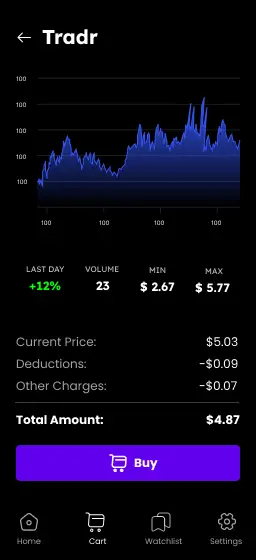 Tradr
100
100
100
100
100
100 100 100 100
LAST DAY VOLUME MIN MAX
+12% 23 $ 2.67 $ 5.77
Current Price: $5.03
Deductions: -$0.09
Other Charges: -$0.07
Total Amount: $4.87
Buy
Home Cart Watchlist Settings